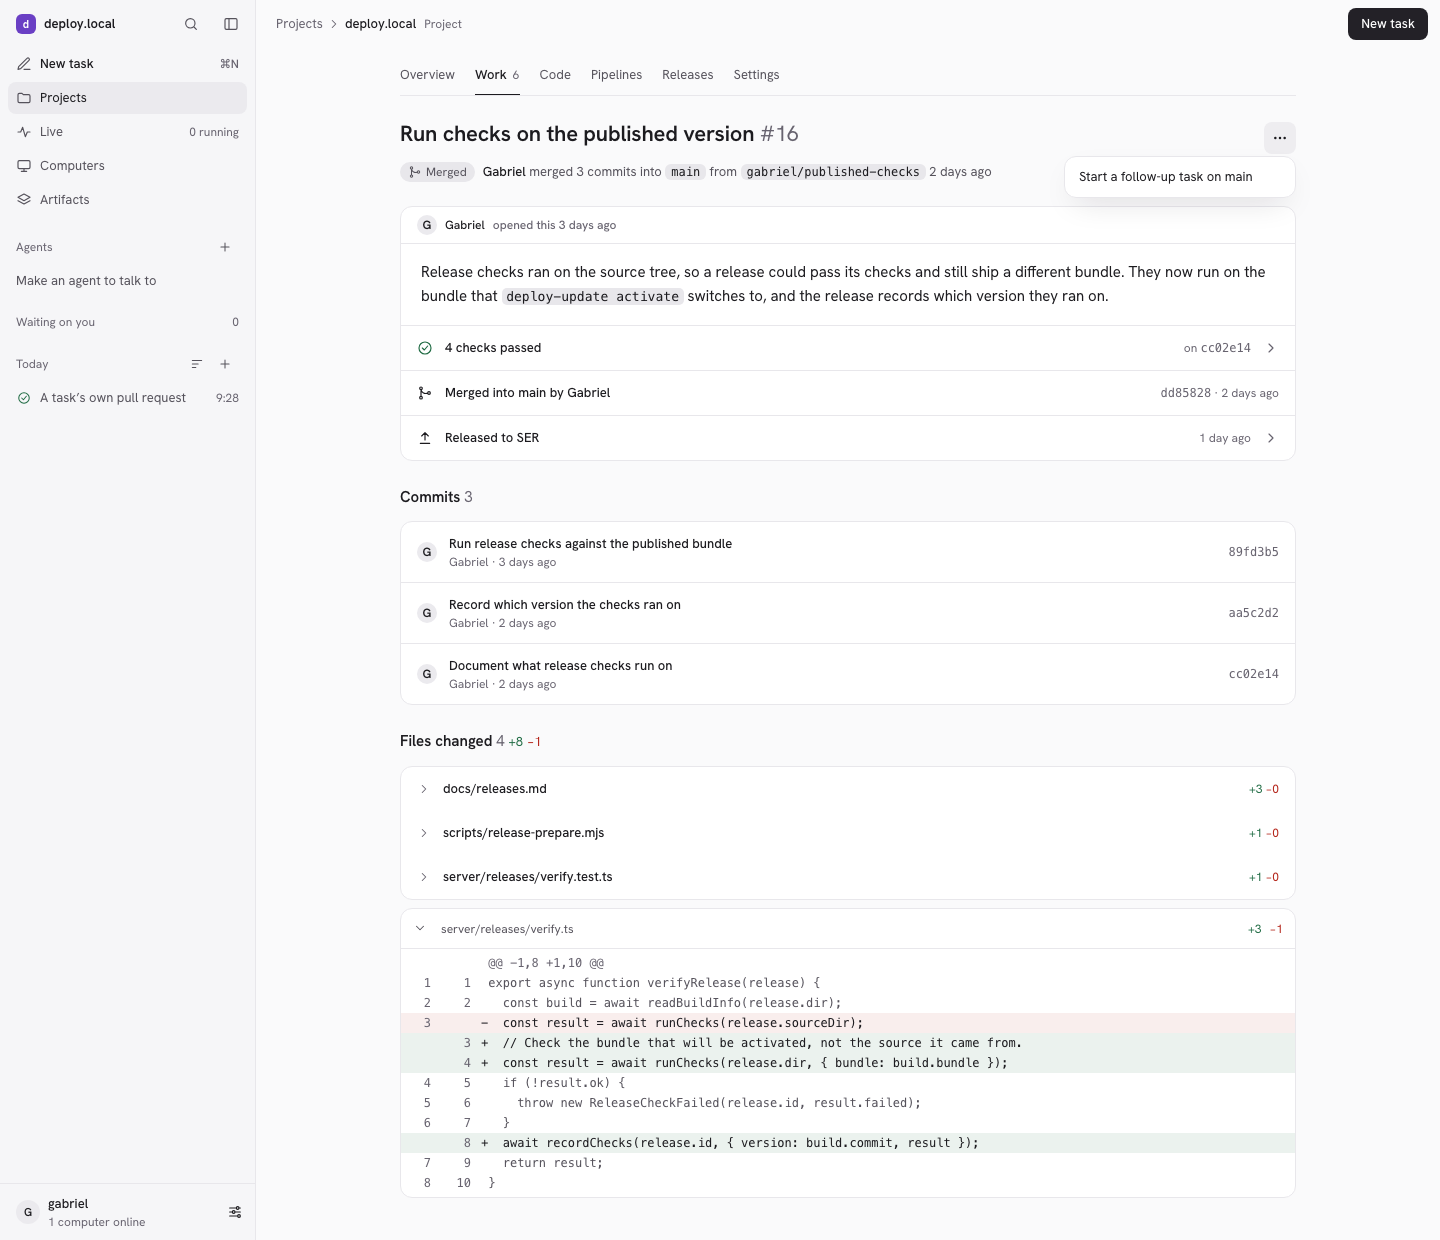 d deploy.local
New task ⌘N
Projects
Live 0 running
Computers
Artifacts
Agents
Make an agent to talk to
Waiting on you 0
Today
A task’s own pull request 9:28
G gabriel
1 computer online
Projects deploy.local Project
New task
Overview Work 6 Code Pipelines Releases Settings
Run checks on the published version #16
Merged Gabriel merged 3 commits into main from gabriel/published-checks 2 days ago
Start a follow-up task on main
G Gabriel opened this 3 days ago
Release checks ran on the source tree, so a release could pass its checks and still ship a different bundle. They now run on the
bundle that deploy-update activate switches to, and the release records which version they ran on.
4 checks passed on cc02e14
Merged into main by Gabriel dd85828 · 2 days ago
Released to SER 1 day ago
Commits 3
G Run release checks against the published bundle 89fd3b5
Gabriel · 3 days ago
G Record which version the checks ran on aa5c2d2
Gabriel · 2 days ago
G Document what release checks run on cc02e14
Gabriel · 2 days ago
Files changed 4 +8 −1
docs/releases.md +3 −0
scripts/release-prepare.mjs +1 −0
server/releases/verify.test.ts +1 −0
server/releases/verify.ts +3 −1
@@ −1,8 +1,10 @@
1 1 export async function verifyRelease(release) {
2 2 const build = await readBuildInfo(release.dir);
3 − const result = await runChecks(release.sourceDir);
3 + // Check the bundle that will be activated, not the source it came from.
4 + const result = await runChecks(release.dir, { bundle: build.bundle });
4 5 if (!result.ok) {
5 6 throw new ReleaseCheckFailed(release.id, result.failed);
6 7 }
8 + await recordChecks(release.id, { version: build.commit, result });
7 9 return result;
8 10 }